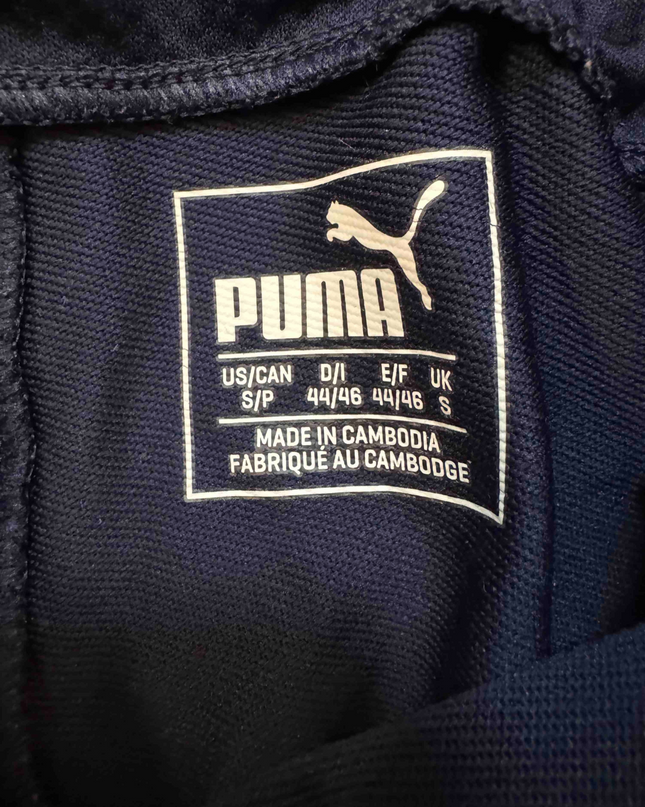 PUMA
US/CAN D/I E/F UK
S/P 44/46 44/46 S
MADE IN CAMBODIA
FABRIQUÉ AU CAMBODGE